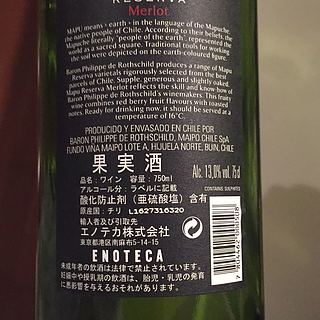 RESERVA
Merlot
MAPU means « earth » in the language of the Mapuche,
the native people of Chile. According to their beliefs, the
Mapuche literally "people of the earth", represented the
world as a sacred square. Traditional tools for working
the soil were depicted on the earth-coloured figure.
Baron Philippe de Rothschild produces a range of Mapu
Reserva varietals rigorously selected from the best
parcels of Chile. Supple, generous and slightly oaked,
Mapu Reserva Merlot reflects the skill and know-how of
Baron Philippe de Rothschild's winemakers. This fruity
wine combines red berry fruit flavours with toasted
notes. Ready for drinking now, it should be served at a
temperature of 16°C.
PRODUCIDO Y ENVASADO EN CHILE POR
BARON PHILIPPE DE ROTHSCHILD, MAIPO CHILE SpA
FUNDO VIÑA MAIPO LOTE A, HIJUELA NORTE, BUIN, CHILE
果実酒
品名：ワイン 容量：750ml
アルコール分：ラベルに記載
酸化防止剤（亜硫酸塩）含有
原産国：チリ L1627316320
輸入者及び引取先
エノテカ株式会社
東京都港区南麻布5-14-15
ENOTECA
未成年者の飲酒は法律で禁止されています。
妊娠中や授乳期の飲酒は、胎児・乳児の発育に
悪影響を与えるおそれがあります。
Alc. 13,0% vol. 75cl
CONTAINS SULPHITES